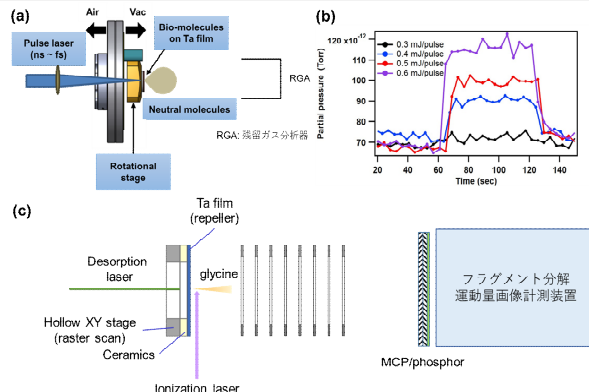 (a)
Air
Vac
Bio-molecules
on Ta film
Pulse laser
(ns ~ fs)
Neutral molecules
RGA
RGA: 残留ガス分析器
Rotational
stage
(b)
120 x10⁻¹²
110
100
90
80
70
Partial pressure (Torr)
0.3 mJ/pulse
0.4 mJ/pulse
0.5 mJ/pulse
0.6 mJ/pulse
20 40 60 80 100 120 140
Time (sec)
(c)
Ta film
(repeller)
Desorption
laser
glycine
Hollow XY stage
(raster scan)
Ceramics
Ionization laser
フラグメント分解
運動量画像計測装置
MCP/phosphor